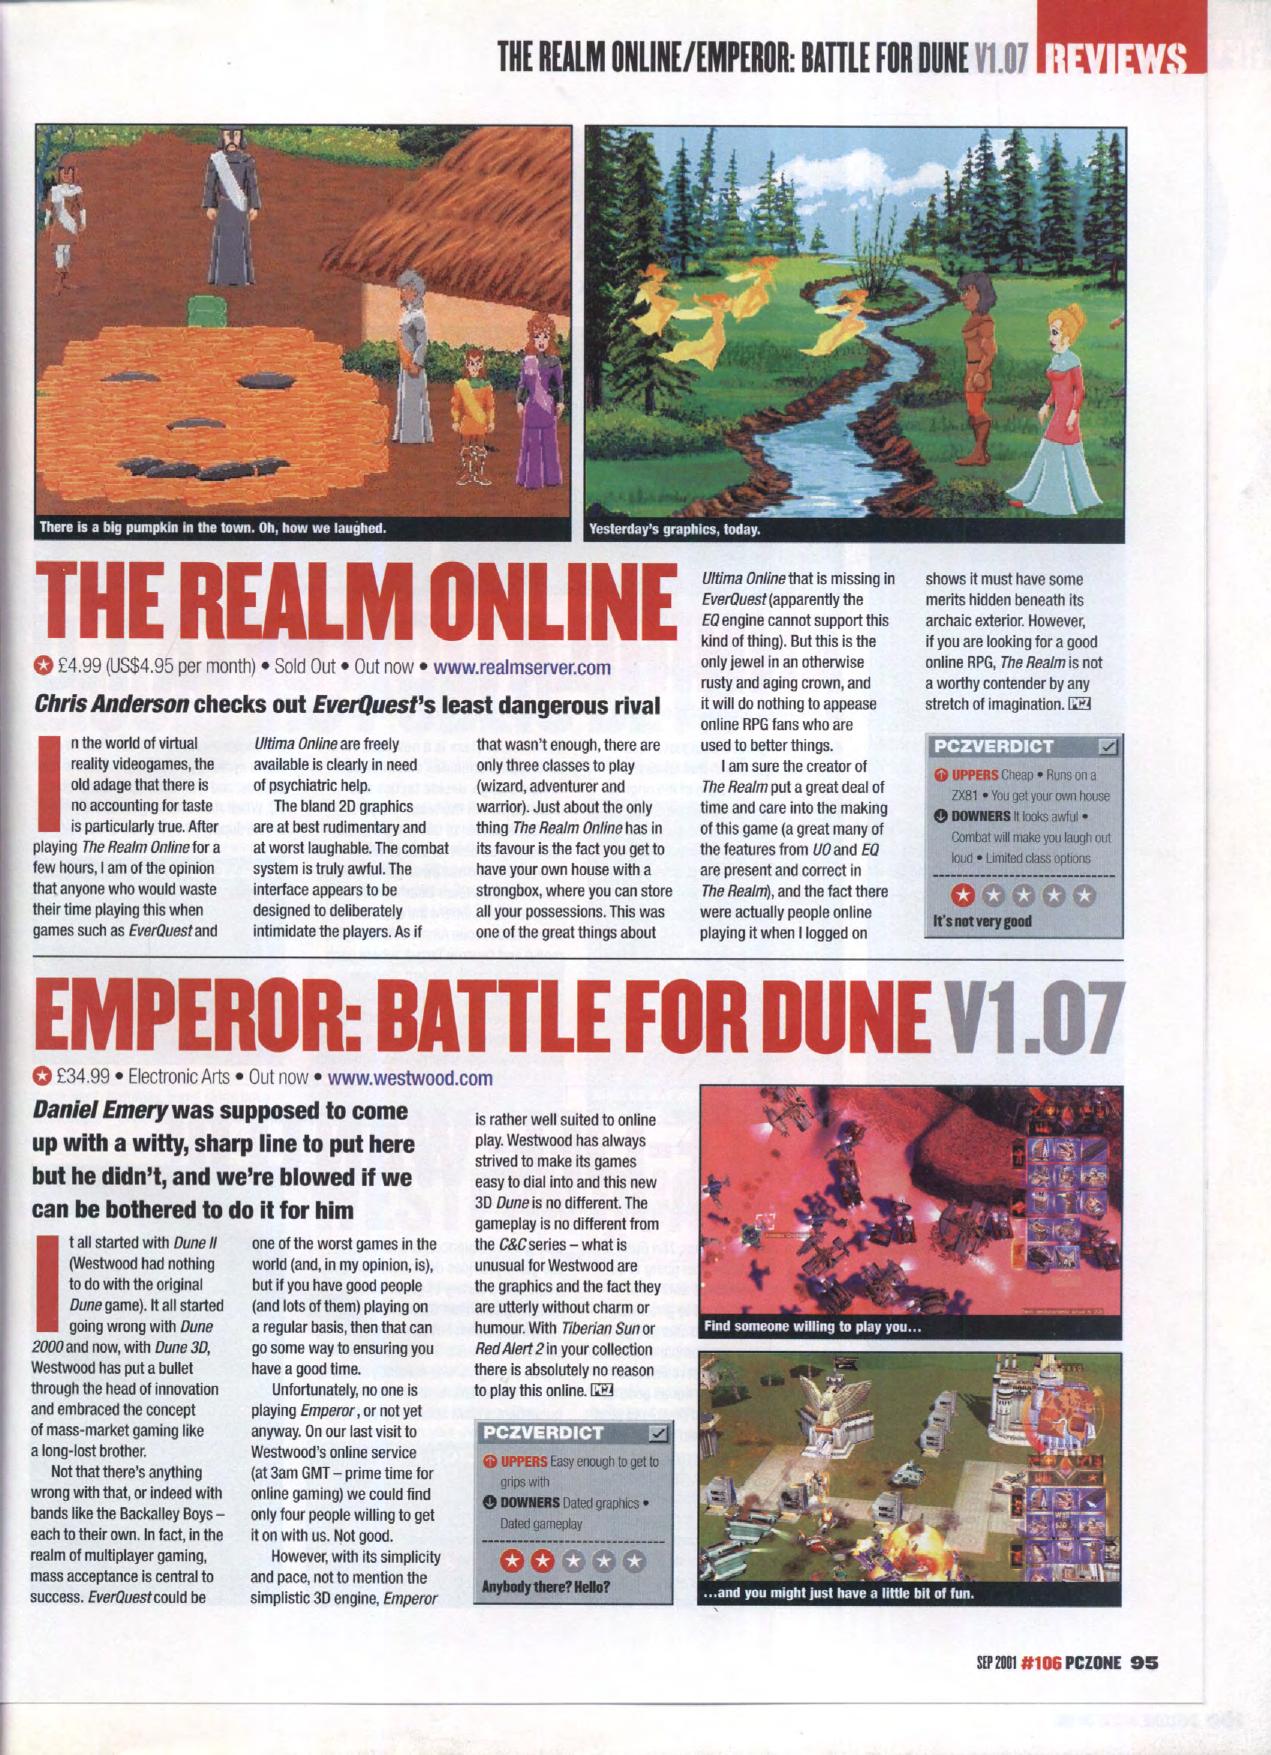 THE REALM ONLINE/EMPEROR: BATTLE FOR DUNE V1.07 REVIEWS
There is a big pumpkin in the town. Oh, how we laughed.
Yesterday's graphics, today.
THE REALM ONLINE
£4.99 (US$4.95 per month) • Sold Out • Out now • www.realmserver.com
Chris Anderson checks out EverQuest's least dangerous rival
In the world of virtual
reality videogames, the
old adage that there is
no accounting for taste
is particularly true. After
playing The Realm Online for a
few hours, I am of the opinion
that anyone who would waste
their time playing this when
games such as EverQuest and
Ultima Online are freely
available is clearly in need
of psychiatric help.
The bland 2D graphics
are at best rudimentary and
at worst laughable. The combat
system is truly awful. The
interface appears to be
designed to deliberately
intimidate the players. As if
that wasn't enough, there are
only three classes to play
(wizard, adventurer and
warrior). Just about the only
thing The Realm Online has in
its favour is the fact you get to
have your own house with a
strongbox, where you can store
all your possessions. This was
one of the great things about
Ultima Online that is missing in
EverQuest (apparently the
EQ engine cannot support this
kind of thing). But this is the
only jewel in an otherwise
rusty and aging crown, and
it will do nothing to appease
online RPG fans who are
used to better things.
I am sure the creator of
The Realm put a great deal of
time and care into the making
of this game (a great many of
the features from UO and EQ
are present and correct in
The Realm), and the fact there
were actually people online
playing it when I logged on
shows it must have some
merits hidden beneath its
archaic exterior. However,
if you are looking for a good
online RPG, The Realm is not
a worthy contender by any
stretch of imagination. PCZ
PCZVERDICT
UPPERS Cheap • Runs on a
ZX81 • You get your own house
DOWNERS It looks awful •
Combat will make you laugh out
loud • Limited class options
It's not very good
EMPEROR: BATTLE FOR DUNE V1.07
£34.99 • Electronic Arts • Out now • www.westwood.com
Daniel Emery was supposed to come
up with a witty, sharp line to put here
but he didn't, and we're blowed if we
can be bothered to do it for him
It all started with Dune II
(Westwood had nothing
to do with the original
Dune game). It all started
going wrong with Dune
2000 and now, with Dune 3D,
Westwood has put a bullet
through the head of innovation
and embraced the concept
of mass-market gaming like
a long-lost brother.
Not that there's anything
wrong with that, or indeed with
bands like the Backalley Boys –
each to their own. In fact, in the
realm of multiplayer gaming,
mass acceptance is central to
success. EverQuest could be
one of the worst games in the
world (and, in my opinion, is),
but if you have good people
(and lots of them) playing on
a regular basis, then that can
go some way to ensuring you
have a good time.
Unfortunately, no one is
playing Emperor, or not yet
anyway. On our last visit to
Westwood's online service
(at 3am GMT – prime time for
online gaming) we could find
only four people willing to get
it on with us. Not good.
However, with its simplicity
and pace, not to mention the
simplistic 3D engine, Emperor
is rather well suited to online
play. Westwood has always
strived to make its games
easy to dial into and this new
3D Dune is no different. The
gameplay is no different from
the C&C series – what is
unusual for Westwood are
the graphics and the fact they
are utterly without charm or
humour. With Tiberian Sun or
Red Alert 2 in your collection
there is absolutely no reason
to play this online. PCZ
PCZVERDICT
UPPERS Easy enough to get to
grips with
DOWNERS Dated graphics •
Dated gameplay
Anybody there? Hello?
Find someone willing to play you...
...and you might just have a little bit of fun.
SEP 2001 #106 PCZONE 95